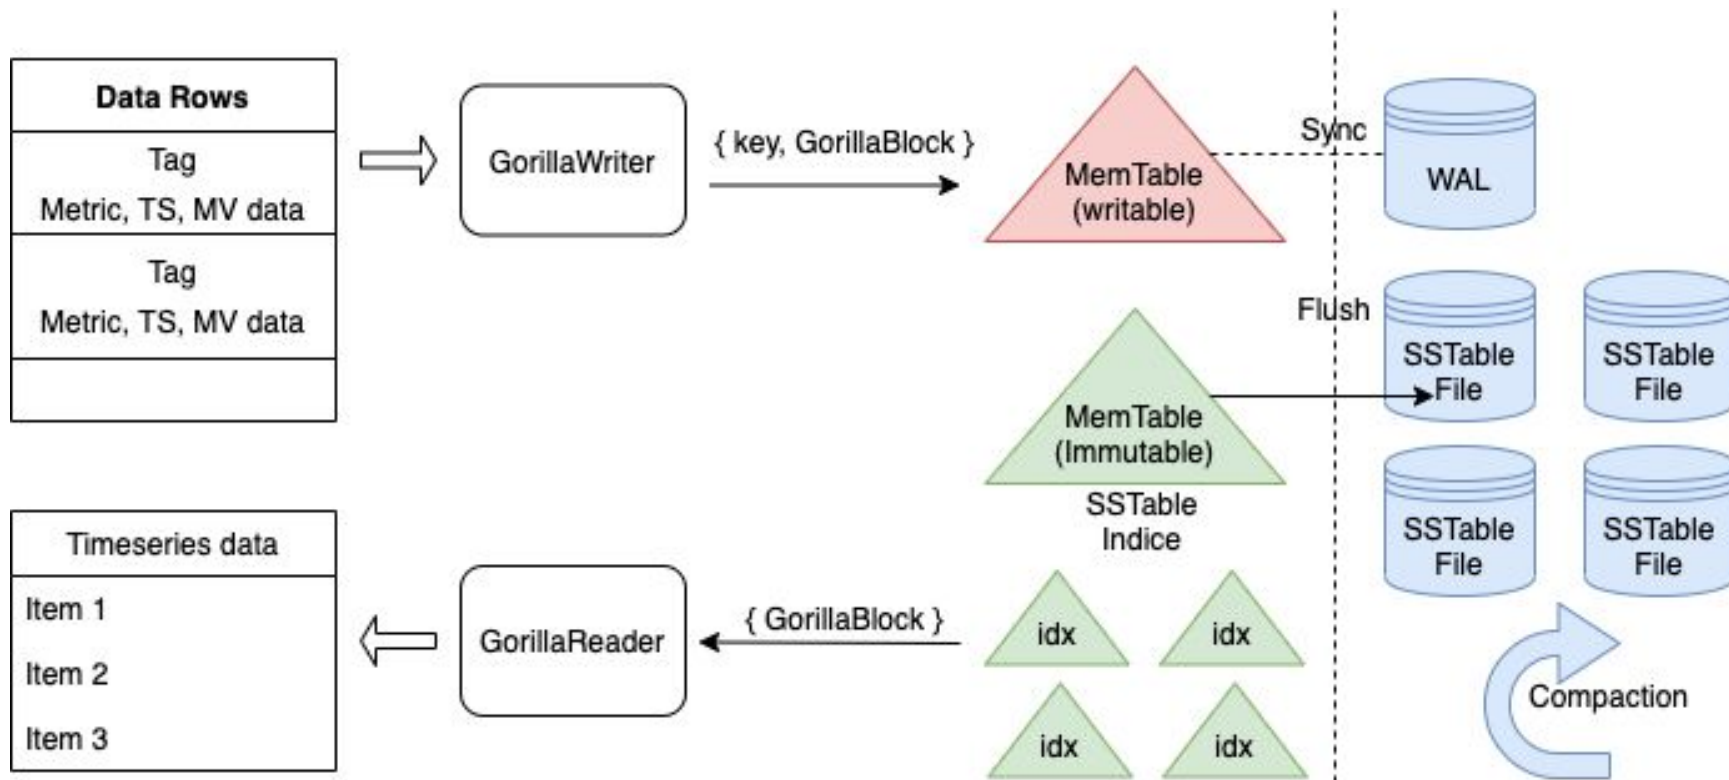 Data Rows
Tag
Metric, TS, MV data
Tag
Metric, TS, MV data
GorillaWriter
{ key, GorillaBlock }
MemTable
(writable)
Sync
WAL
Flush
SSTable
File
SSTable
File
MemTable
(Immutable)
SSTable
Indice
SSTable
File
SSTable
File
Timeseries data
Item 1
Item 2
Item 3
GorillaReader
{ GorillaBlock }
idx
idx
idx
idx
Compaction